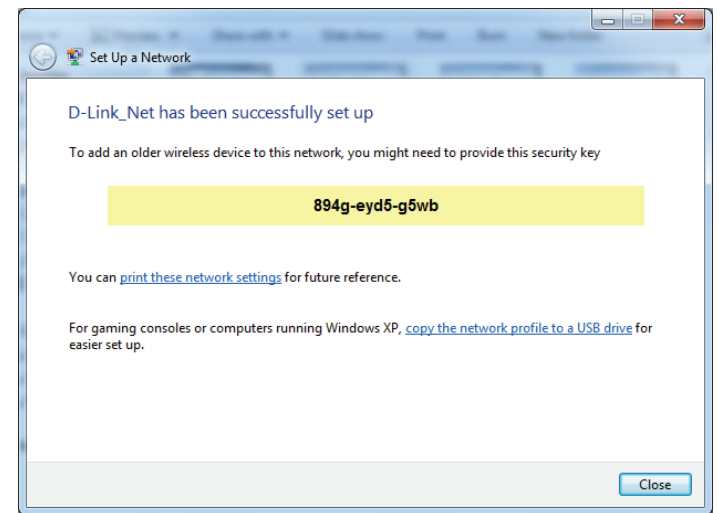 Set Up a Network
D-Link_Net has been successfully set up
To add an older wireless device to this network, you might need to provide this security key
894g-eyd5-g5wb
You can print these network settings for future reference.
For gaming consoles or computers running Windows XP, copy the network profile to a USB drive for
easier set up.
Close